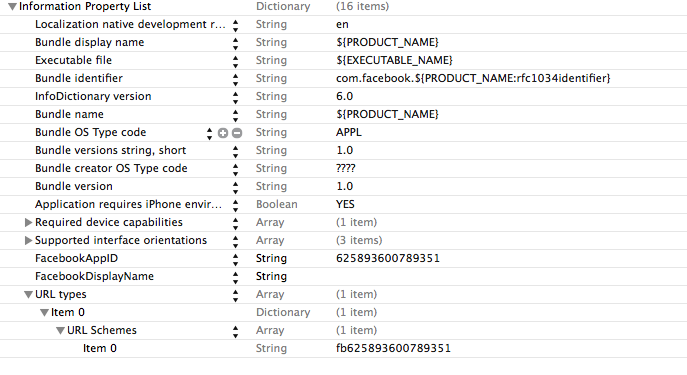 Information Property List Dictionary (16 items)
Localization native development r... String en
Bundle display name String ${PRODUCT_NAME}
Executable file String ${EXECUTABLE_NAME}
Bundle identifier String com.facebook.${PRODUCT_NAME:rfc1034identifier}
InfoDictionary version String 6.0
Bundle name String ${PRODUCT_NAME}
Bundle OS Type code String APPL
Bundle versions string, short String 1.0
Bundle creator OS Type code String ????
Bundle version String 1.0
Application requires iPhone envir... Boolean YES
Required device capabilities Array (1 item)
Supported interface orientations Array (3 items)
FacebookAppID String 625893600789351
FacebookDisplayName String
URL types Array (1 item)
Item 0 Dictionary (1 item)
URL Schemes Array (1 item)
Item 0 String fb625893600789351